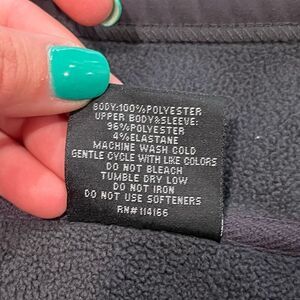 BODY:100%POLYESTER
UPPER BODY&SLEEVE:
96%POLYESTER
4%ELASTANE
MACHINE WASH COLD
GENTLE CYCLE WITH LIKE COLORS
DO NOT BLEACH
TUMBLE DRY LOW
DO NOT IRON
DO NOT USE SOFTENERS
RN#114166